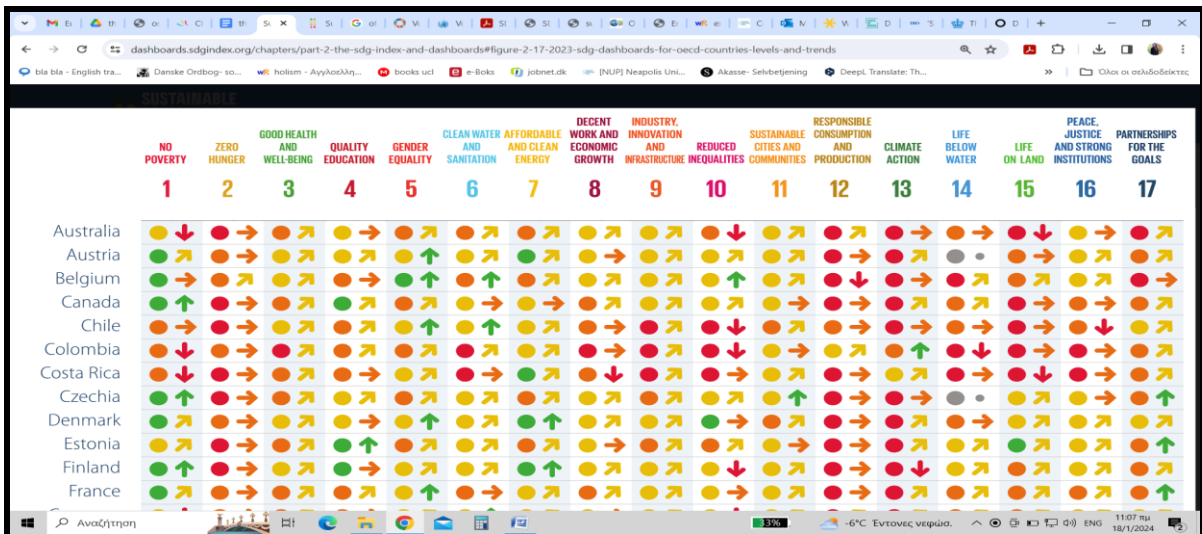 dashboards.sdgindex.org/chapters/part-2-the-sdg-index-and-dashboards#figure-2-17-2023-sdg-dashboards-for-oecd-countries-levels-and-trends
bla bla - English tra... Danske Ordbog- so... holism - Αγγλοελλην... books ucl e-Boks jobnet.dk [NUP] Neapolis Uni... Akasse- Selvbetjening DeepL Translate: Th... » Όλοι οι σελιδοδείκτες
SUSTAINABLE
NO POVERTY
ZERO HUNGER
GOOD HEALTH AND WELL-BEING
QUALITY EDUCATION
GENDER EQUALITY
CLEAN WATER AND SANITATION
AFFORDABLE AND CLEAN ENERGY
DECENT WORK AND ECONOMIC GROWTH
INDUSTRY, INNOVATION AND INFRASTRUCTURE
REDUCED INEQUALITIES
SUSTAINABLE CITIES AND COMMUNITIES
RESPONSIBLE CONSUMPTION AND PRODUCTION
CLIMATE ACTION
LIFE BELOW WATER
LIFE ON LAND
PEACE, JUSTICE AND STRONG INSTITUTIONS
PARTNERSHIPS FOR THE GOALS
1 2 3 4 5 6 7 8 9 10 11 12 13 14 15 16 17
Australia
Austria
Belgium
Canada
Chile
Colombia
Costa Rica
Czechia
Denmark
Estonia
Finland
France
Αναζήτηση 33% -6°C Έντονες νεφώσ. ENG 11:07 πμ
18/1/2024